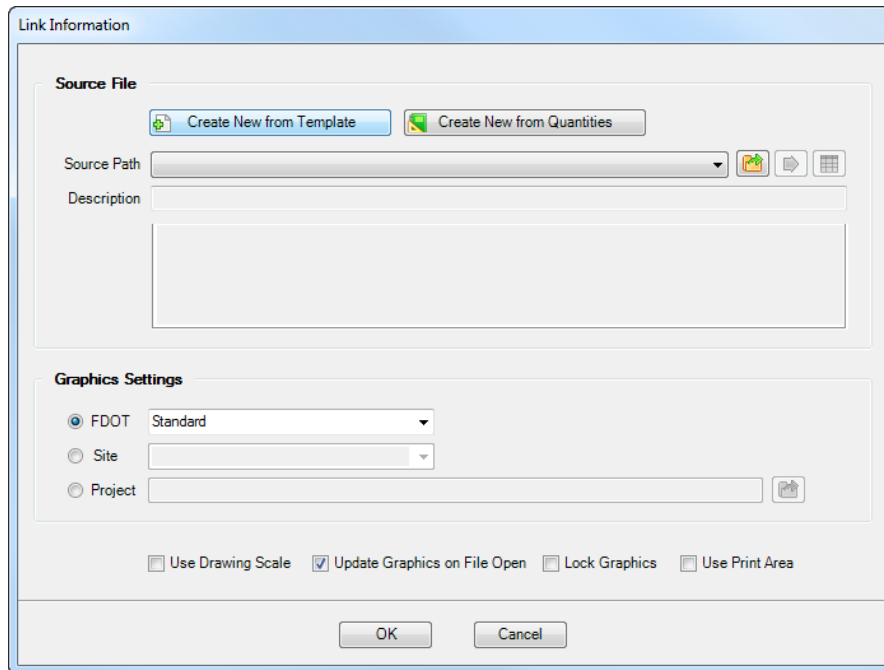 Link Information
Source File
Create New from Template Create New from Quantities
Source Path
Description
Graphics Settings
FDOT Standard
Site
Project
Use Drawing Scale Update Graphics on File Open Lock Graphics Use Print Area
OK Cancel